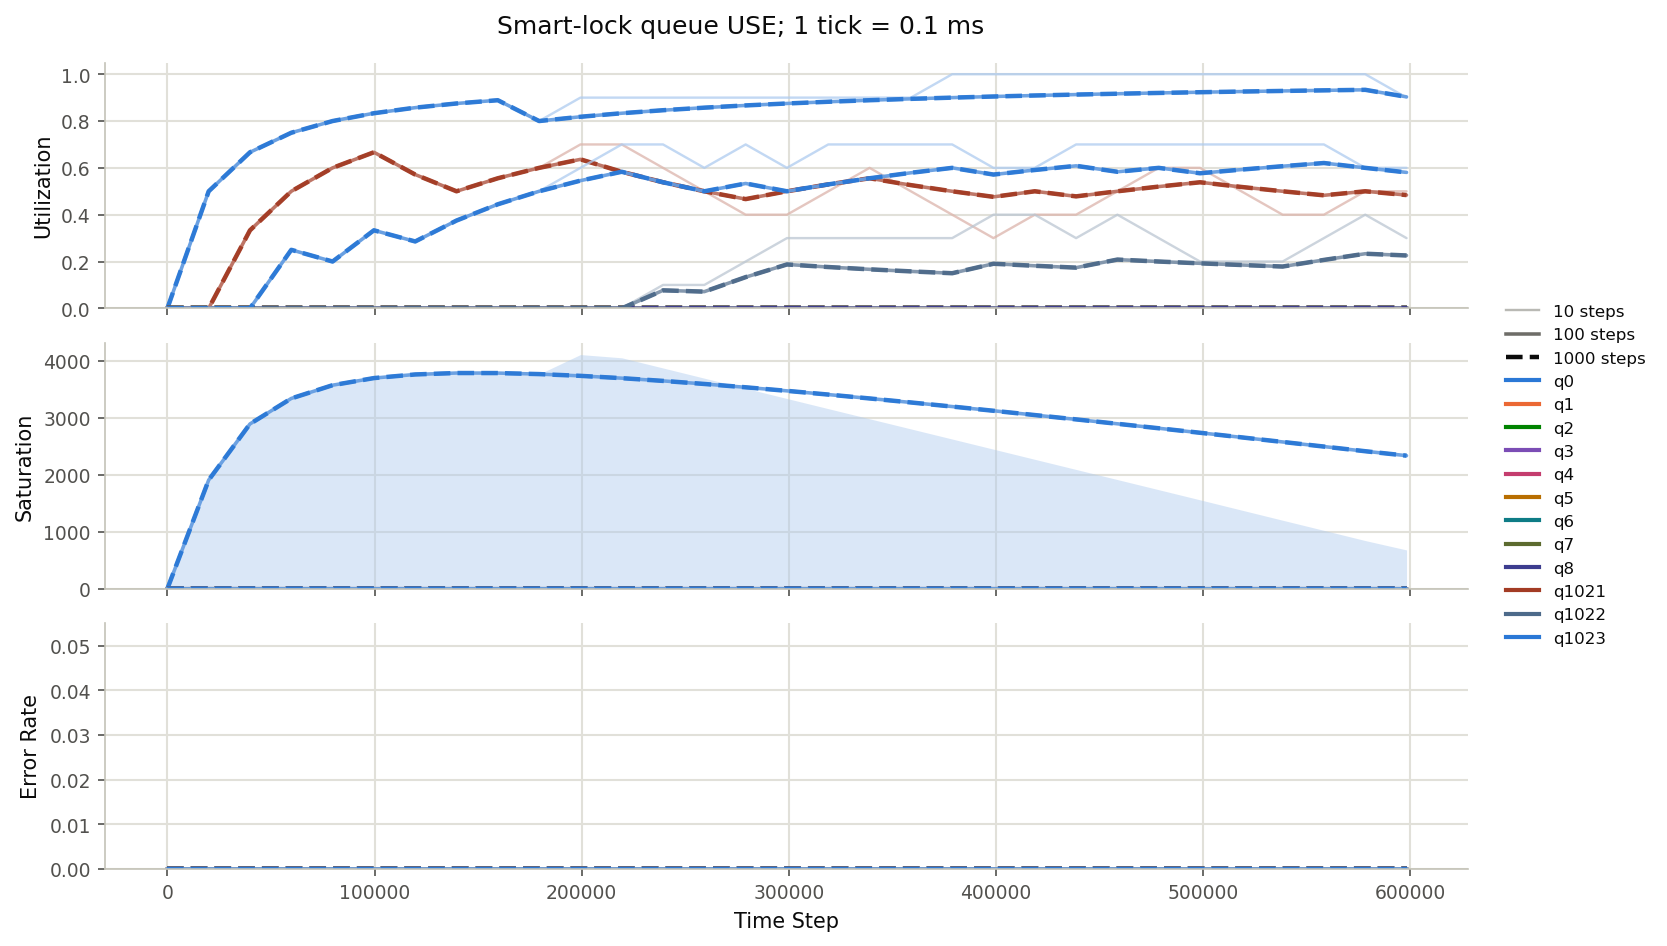 Smart-lock queue USE; 1 tick = 0.1 ms
Utilization
1.0
0.8
0.6
0.4
0.2
0.0
Saturation
4000
3000
2000
1000
0
Error Rate
0.05
0.04
0.03
0.02
0.01
0.00
0
100000
200000
300000
400000
500000
600000
Time Step
10 steps
100 steps
1000 steps
q0
q1
q2
q3
q4
q5
q6
q7
q8
q1021
q1022
q1023